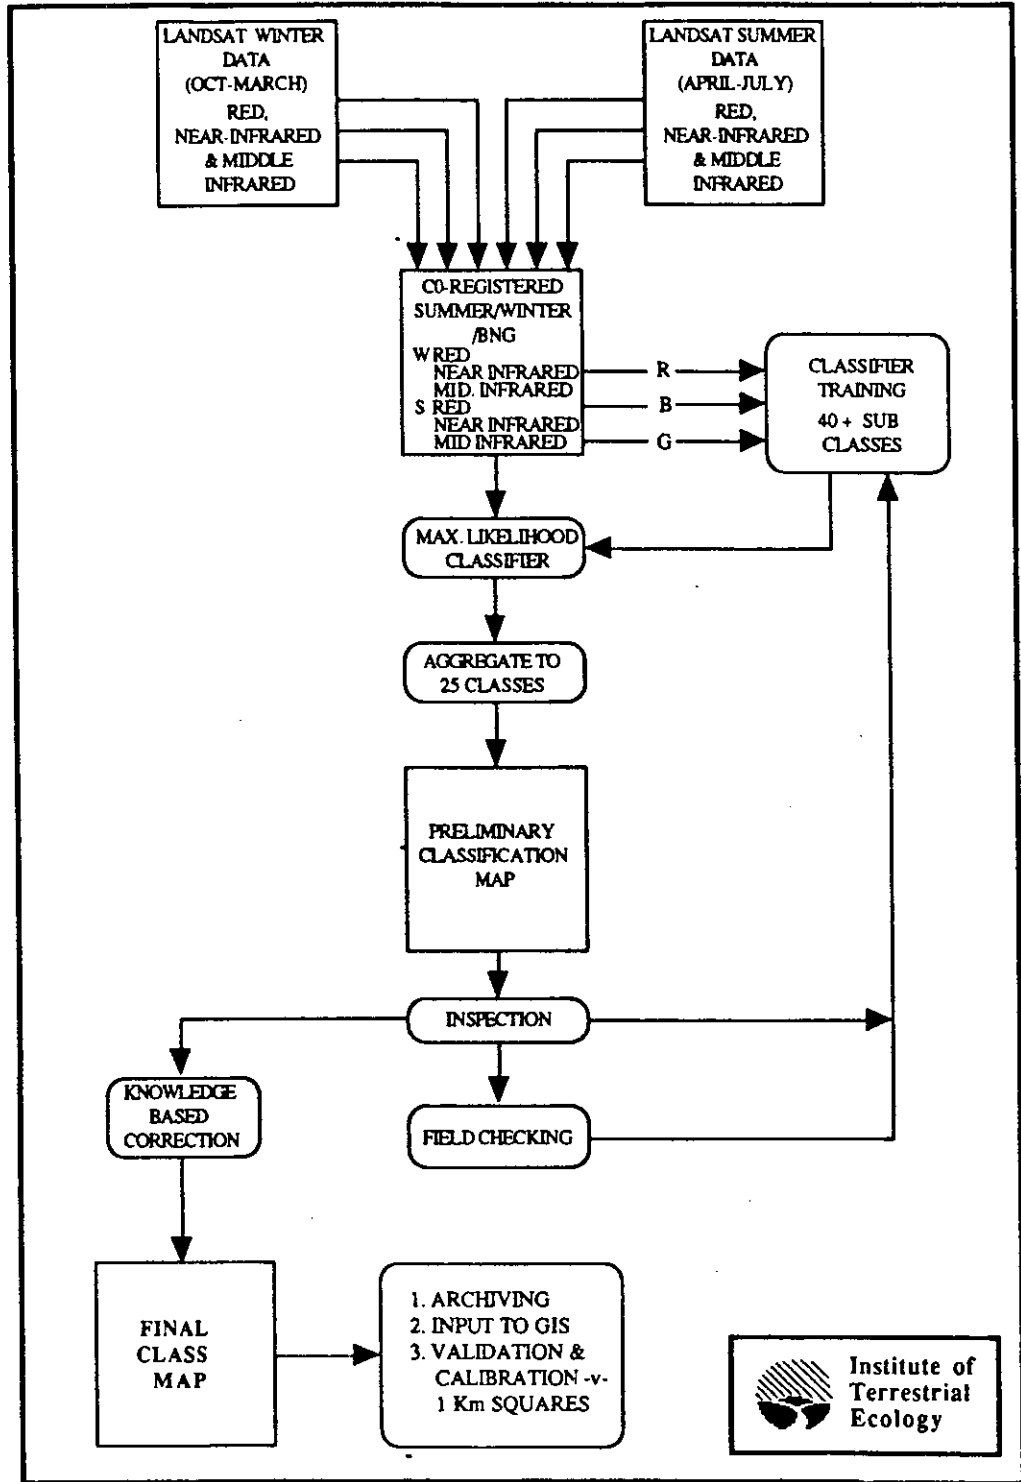 LANDSAT WINTER
DATA
(OCT-MARCH)
RED,
NEAR-INFRARED
& MIDDLE
INFRARED
LANDSAT SUMMER
DATA
(APRIL-JULY)
RED,
NEAR-INFRARED
& MIDDLE
INFRARED
C0-REGISTERED
SUMMER/WINTER
/BNG
W RED
NEAR INFRARED
MID. INFRARED
S RED
NEAR INFRARED
MID INFRARED
R
B
G
CLASSIFIER
TRAINING
40 + SUB
CLASSES
MAX. LIKELIHOOD
CLASSIFIER
AGGREGATE TO
25 CLASSES
PRELIMINARY
CLASSIFICATION
MAP
INSPECTION
KNOWLEDGE
BASED
CORRECTION
FIELD CHECKING
FINAL
CLASS
MAP
1. ARCHIVING
2. INPUT TO GIS
3. VALIDATION &
CALIBRATION -v-
1 Km SQUARES
Institute of
Terrestrial
Ecology